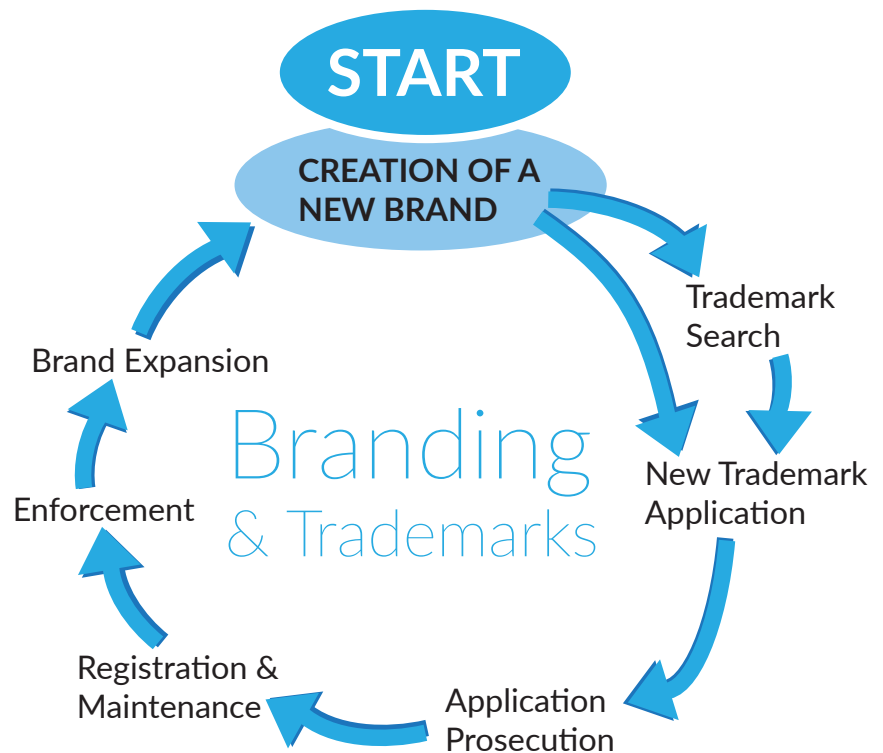 START
CREATION OF A
NEW BRAND
Trademark
Search
New Trademark
Application
Application
Prosecution
Registration &
Maintenance
Enforcement
Brand Expansion
Branding
& Trademarks